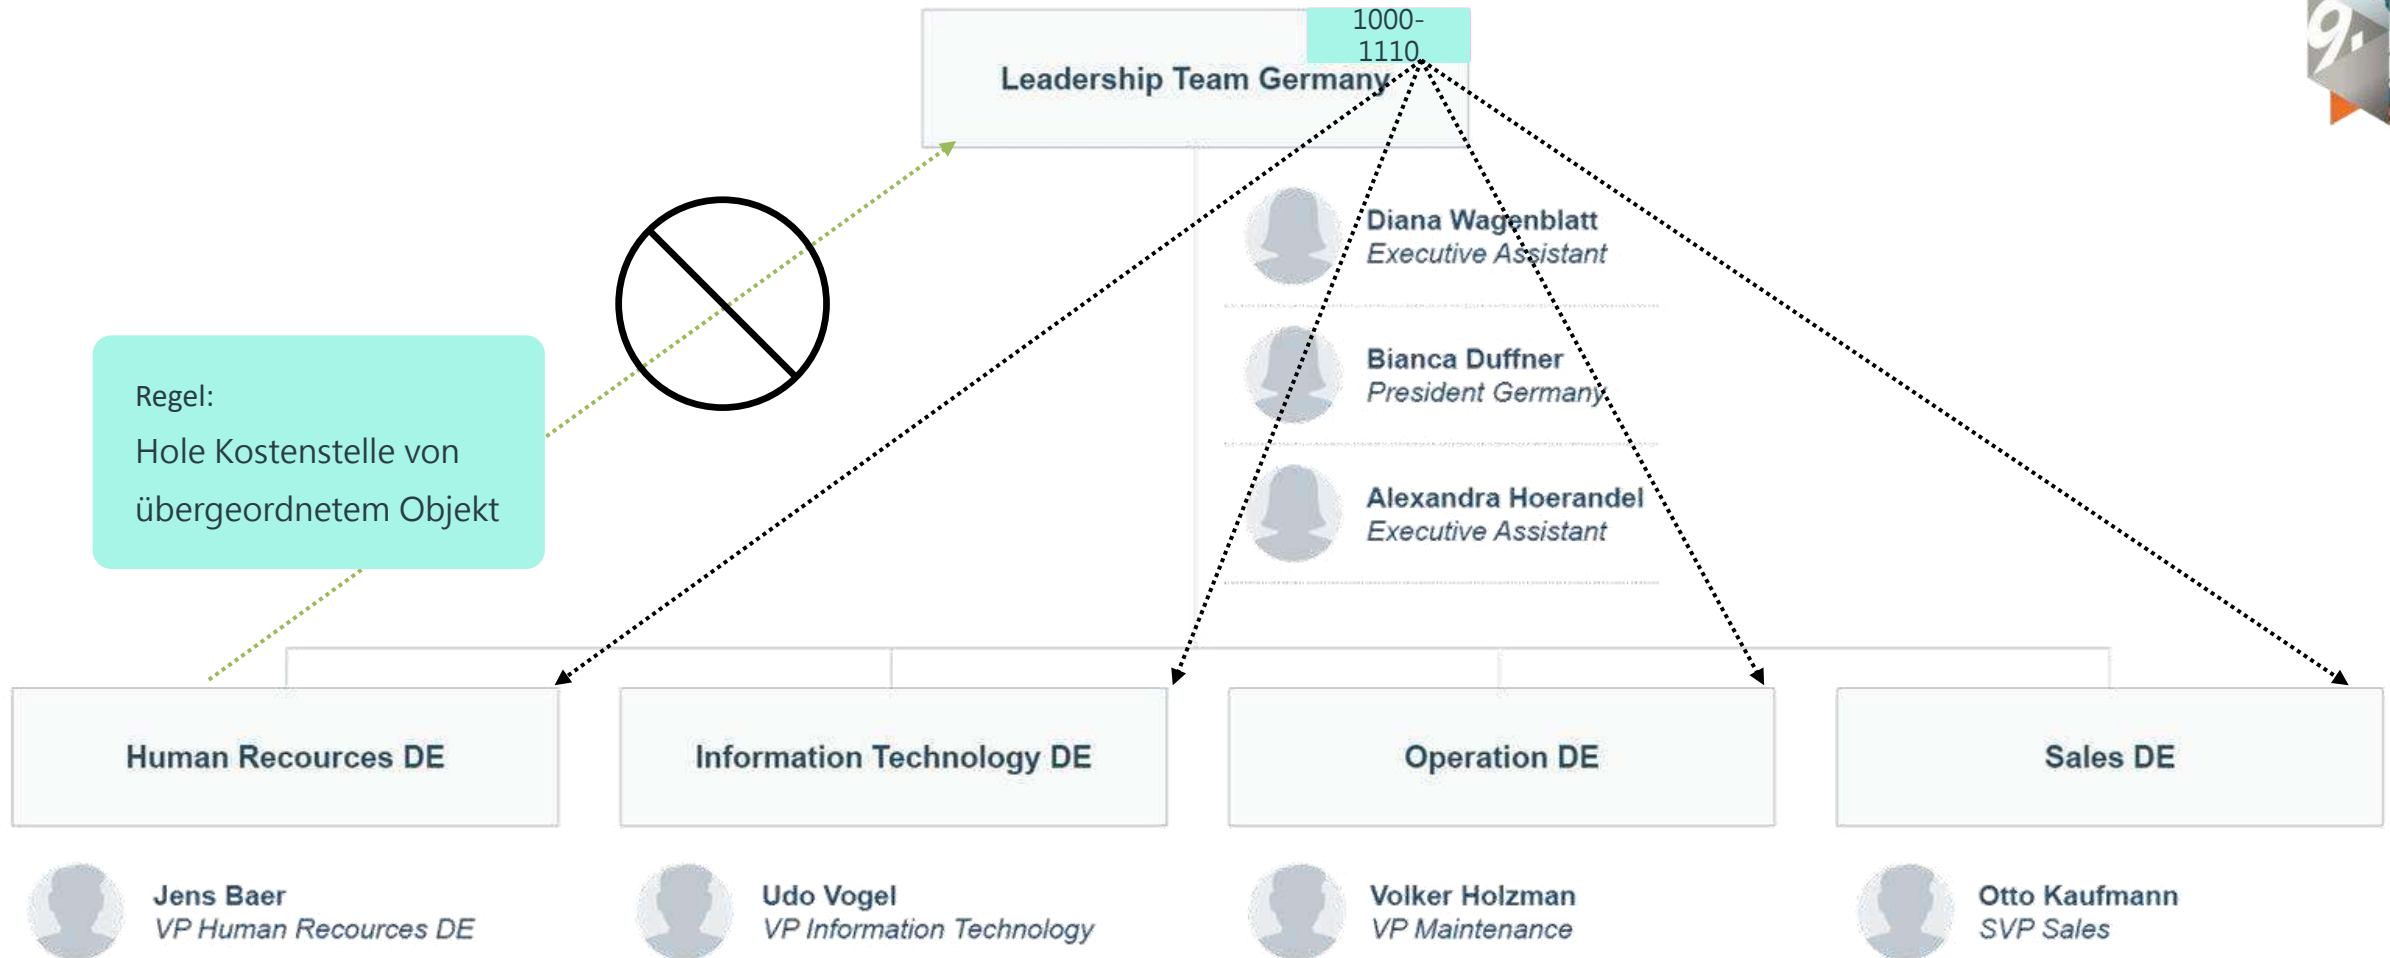 1000-
1110
Leadership Team Germany
Diana Wagenblatt
Executive Assistant
Bianca Duffner
President Germany
Alexandra Hoerandel
Executive Assistant
Regel:
Hole Kostenstelle von
übergeordnetem Objekt
Human Recources DE
Information Technology DE
Operation DE
Sales DE
Jens Baer
VP Human Recources DE
Udo Vogel
VP Information Technology
Volker Holzman
VP Maintenance
Otto Kaufmann
SVP Sales
9.